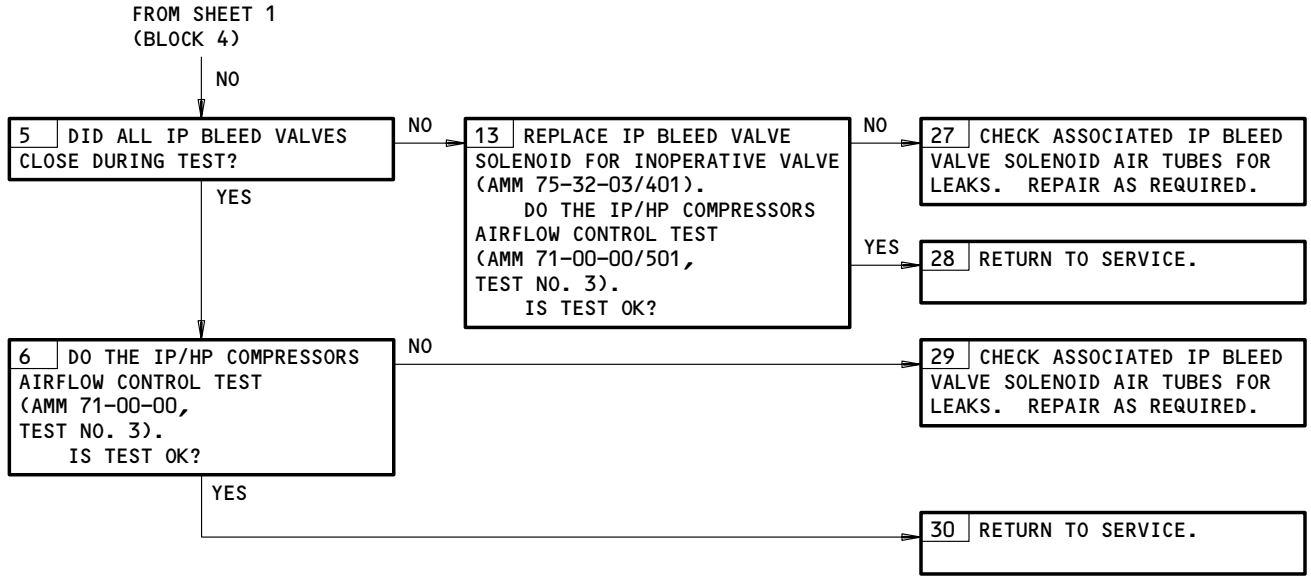 FROM SHEET 1
(BLOCK 4)
NO
5 DID ALL IP BLEED VALVES
CLOSE DURING TEST?
NO
YES
13 REPLACE IP BLEED VALVE
SOLENOID FOR INOPERATIVE VALVE
(AMM 75-32-03/401).
DO THE IP/HP COMPRESSORS
AIRFLOW CONTROL TEST
(AMM 71-00-00/501,
TEST NO. 3).
IS TEST OK?
NO
27 CHECK ASSOCIATED IP BLEED
VALVE SOLENOID AIR TUBES FOR
LEAKS. REPAIR AS REQUIRED.
YES
28 RETURN TO SERVICE.
6 DO THE IP/HP COMPRESSORS
AIRFLOW CONTROL TEST
(AMM 71-00-00,
TEST NO. 3).
IS TEST OK?
NO
29 CHECK ASSOCIATED IP BLEED
VALVE SOLENOID AIR TUBES FOR
LEAKS. REPAIR AS REQUIRED.
YES
30 RETURN TO SERVICE.